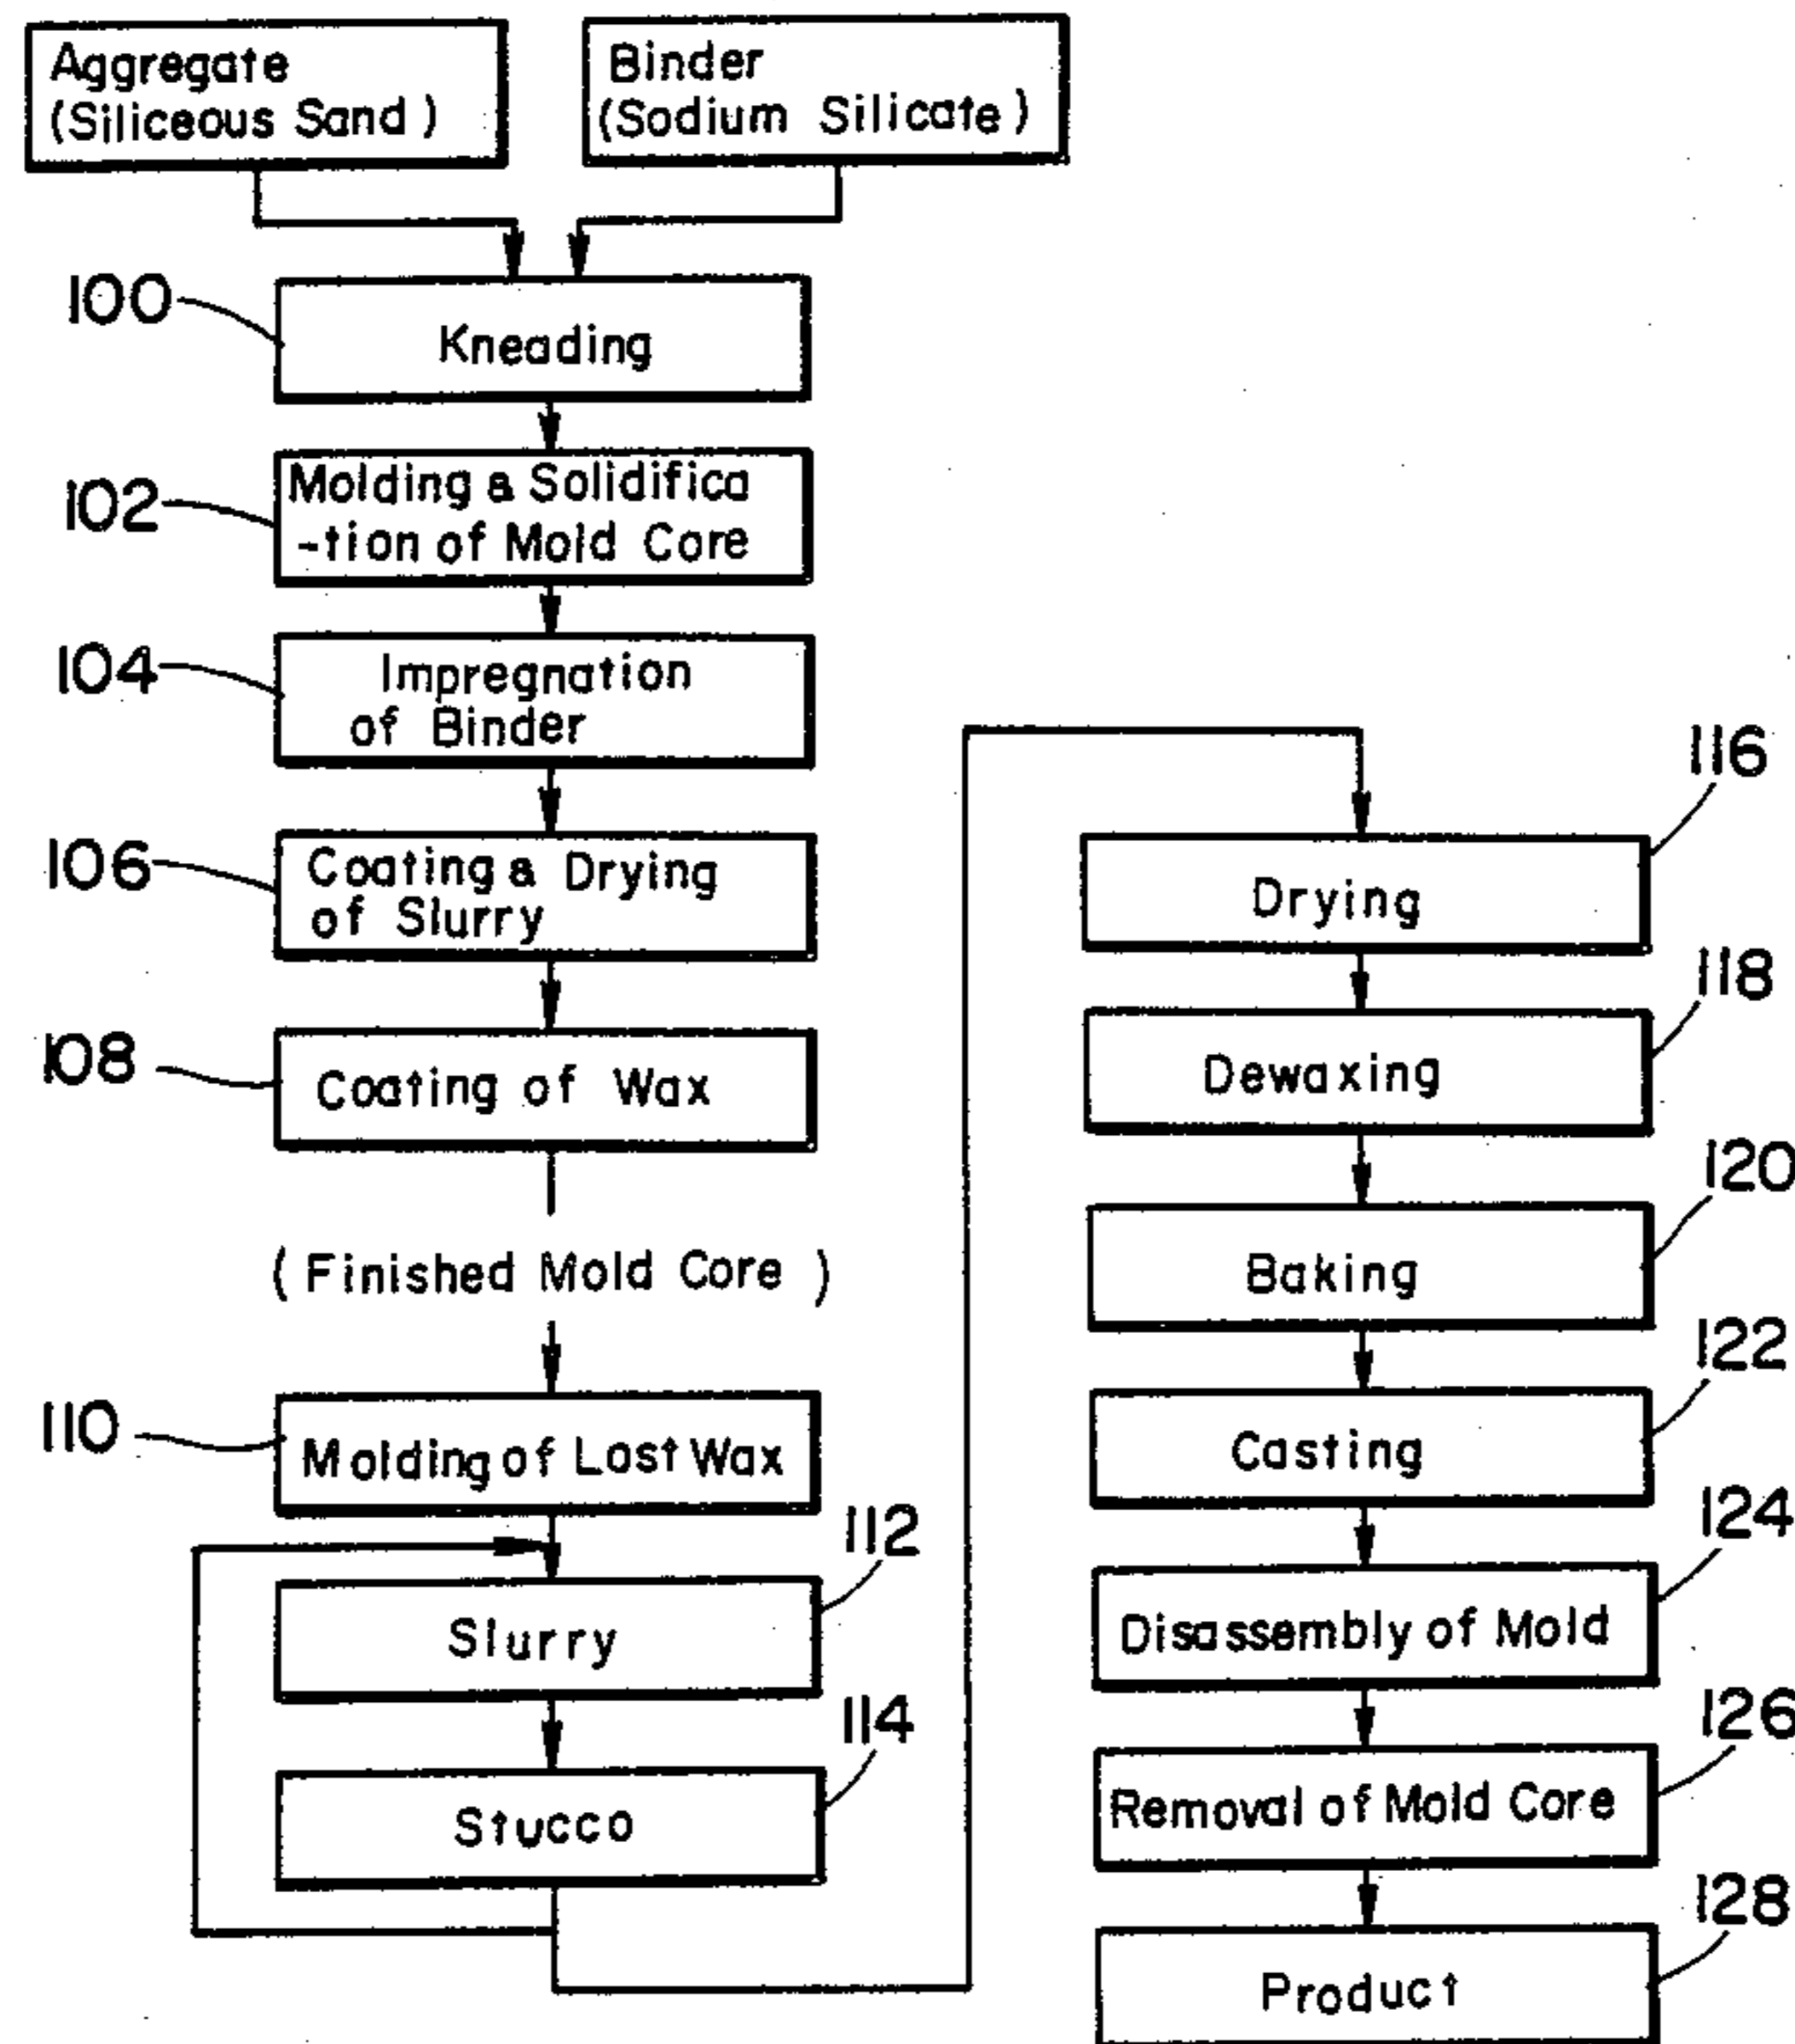 Aggregate
(Siliceous Sand)
Binder
(Sodium Silicate)
100
Kneading
102
Molding & Solidifica
-tion of Mold Core
104
Impregnation
of Binder
106
Coating & Drying
of Slurry
108
Coating of Wax
(Finished Mold Core)
110
Molding of Lost Wax
112
Slurry
114
Stucco
116
Drying
118
Dewaxing
120
Baking
122
Casting
124
Disassembly of Mold
126
Removal of Mold Core
128
Product